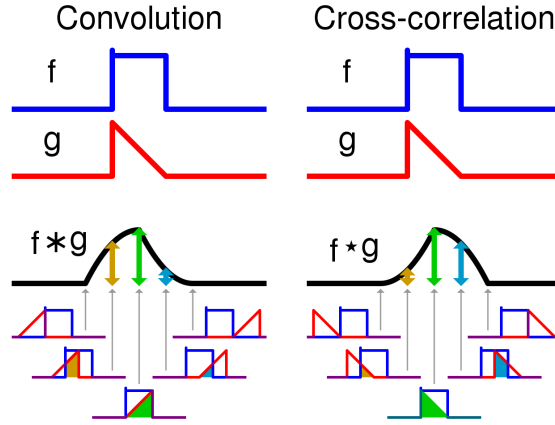 Convolution
f
g
f∗g
Cross-correlation
f
g
f⋆g